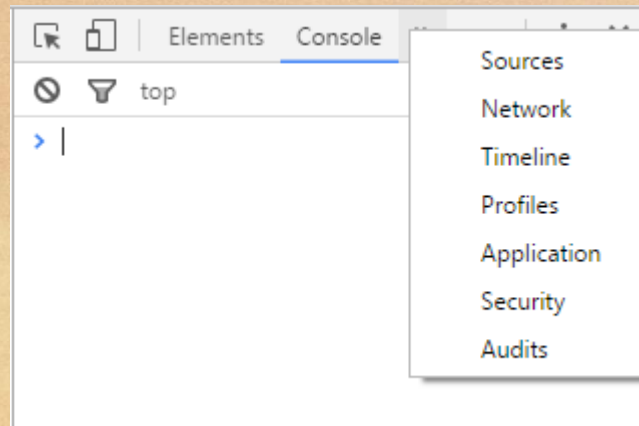 Elements Console
top
Sources
Network
Timeline
Profiles
Application
Security
Audits